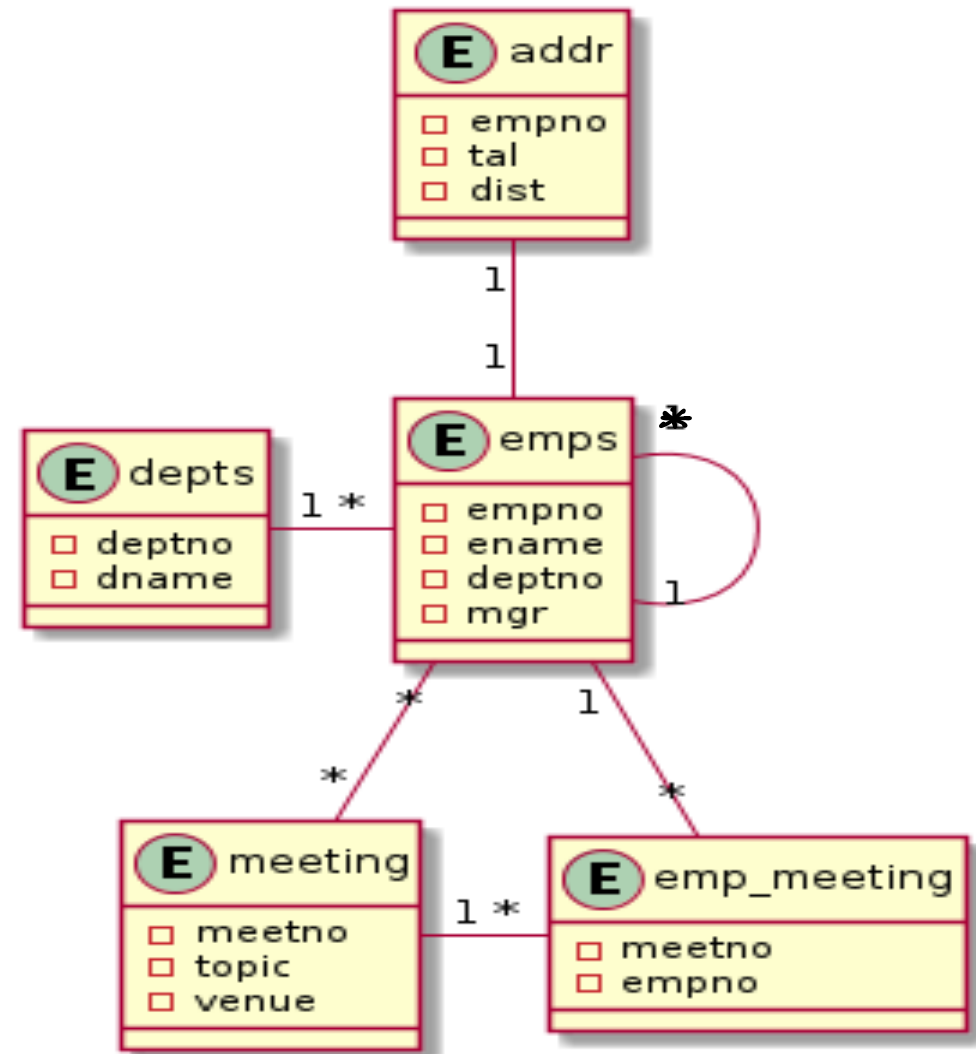 E addr
empno
tal
dist
1
1
*
E emps
empno
ename
deptno
mgr
1
E depts
deptno
dname
1 *
*
1
*
*
E meeting
meetno
topic
venue
1 *
E emp_meeting
meetno
empno